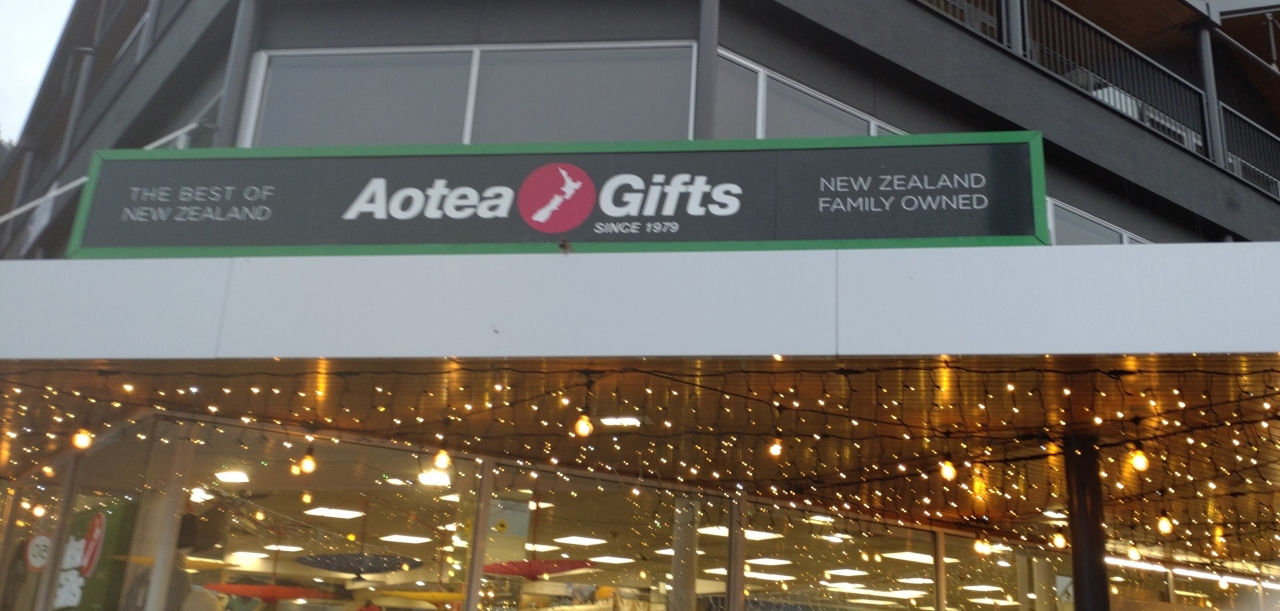 THE BEST OF
NEW ZEALAND
Aotea Gifts
SINCE 1979
NEW ZEALAND
FAMILY OWNED